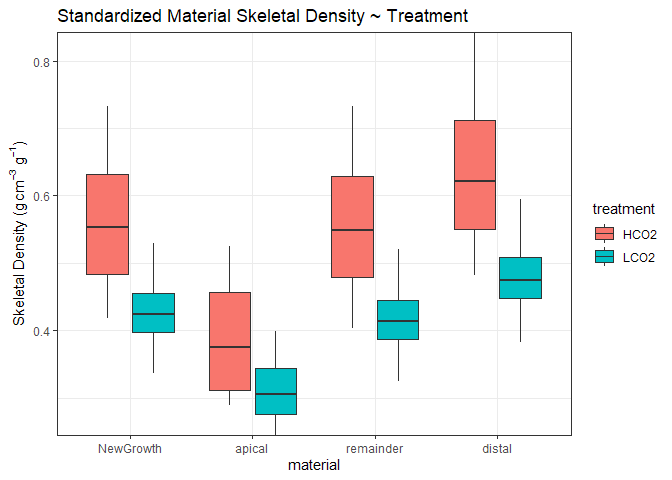 Standardized Material Skeletal Density ~ Treatment
Skeletal Density (g cm⁻³ g⁻¹)
0.8
0.6
0.4
NewGrowth
apical
remainder
distal
material
treatment
HCO2
LCO2